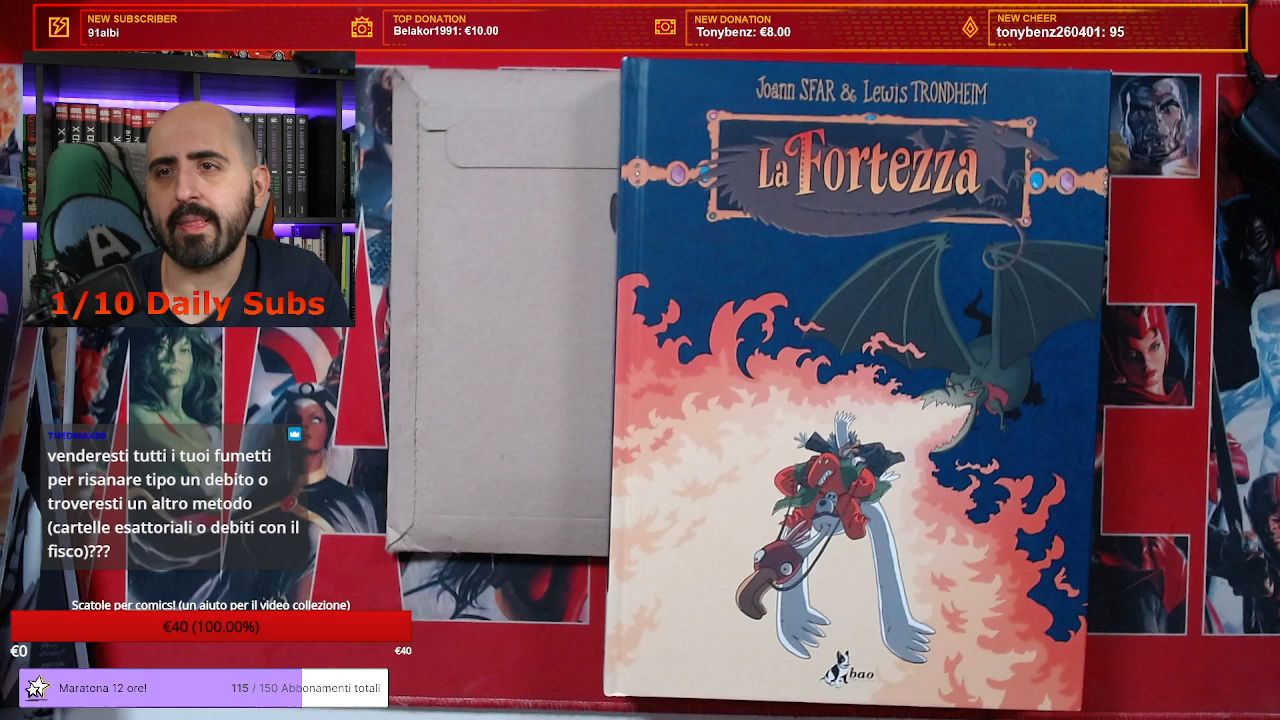 NEW SUBSCRIBER
91albi
TOP DONATION
Belakor1991: €10.00
NEW DONATION
Tonybenz: €8.00
NEW CHEER
tonybenz260401: 95
Joann SFAR & Lewis TRONDHEIM
La Fortezza
bao
A
1/10 Daily Subs
THEDMAX80
venderesti tutti i tuoi fumetti
per risanare tipo un debito o
troveresti un altro metodo
(cartelle esattoriali o debiti con il
fisco)???
Scatole per comics! (un aiuto per il video collezione)
€40 (100.00%)
€0
€40
Maratona 12 ore!
115 / 150 Abbonamenti totali